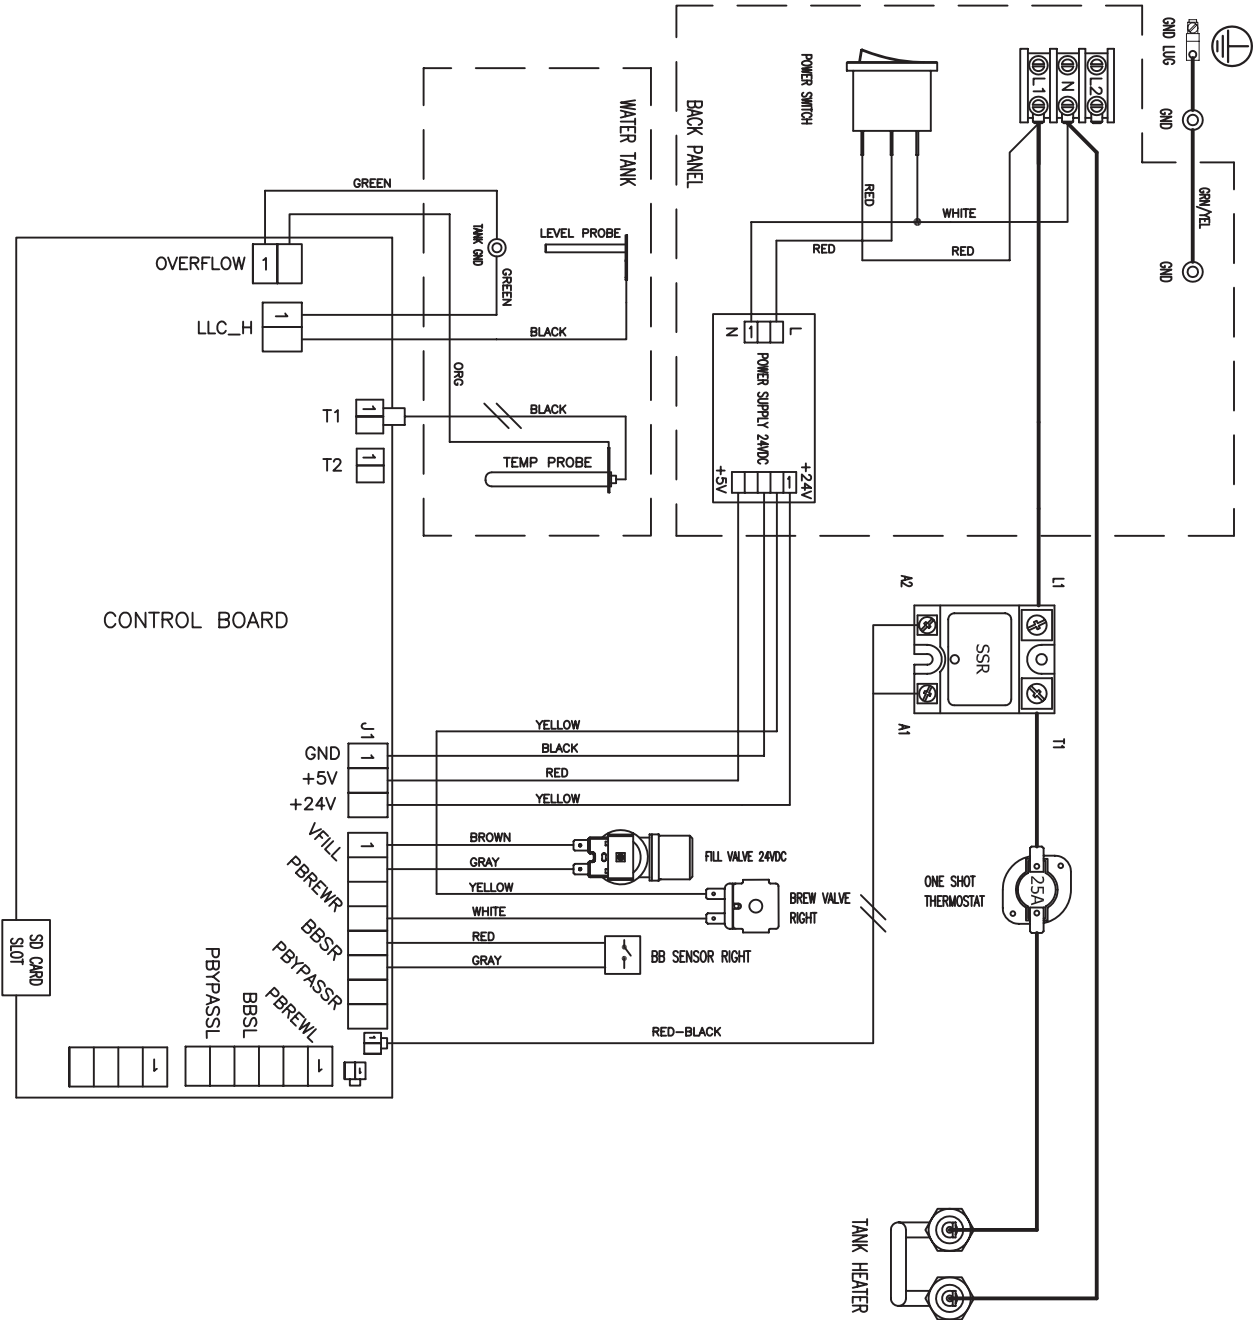 GND LUG
GND
GRN/YEL
GND
L1
N
L2
POWER SWITCH
BACK PANEL
WATER TANK
RED
WHITE
RED
RED
GREEN
TANK GND
GREEN
LEVEL PROBE
OVERFLOW
1
LLC_H
1
BLACK
ORG
N
1
L
POWER SUPPLY 24VDC
+5V
1
+24V
T1
1
BLACK
T2
1
TEMP PROBE
CONTROL BOARD
A2
L1
SSR
A1
T1
J1
GND
1
+5V
+24V
YELLOW
BLACK
RED
YELLOW
VFILL
1
PBREWR
BBSR
PBYPASSR
BROWN
GRAY
YELLOW
WHITE
RED
GRAY
FILL VALVE 24VDC
BREW VALVE
RIGHT
BB SENSOR RIGHT
ONE SHOT
THERMOSTAT
25A
RED-BLACK
SD CARD
SLOT
PBYPASSL
BBSL
PBREWL
1
1
1
1
TANK HEATER